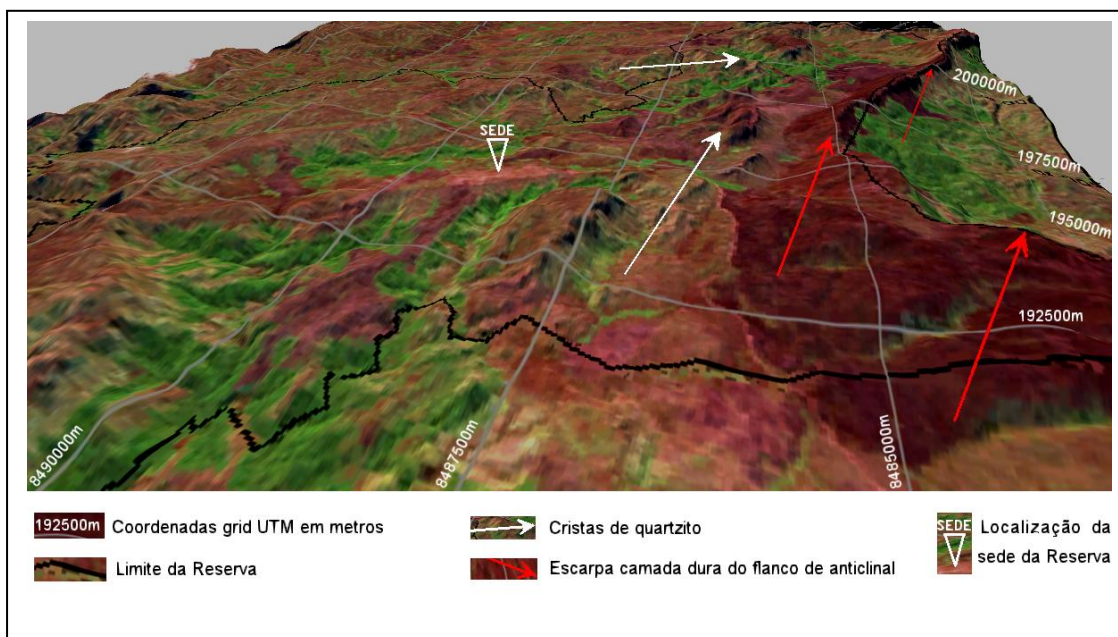 SEDE
200000m
197500m
195000m
192500m
8490000m
8487500m
8485000m
192500m Coordenadas grid UTM em metros
Limite da Reserva
Cristas de quartzito
Escarpa camada dura do flanco de anticlinal
SEDE
Localização da
sede da Reserva